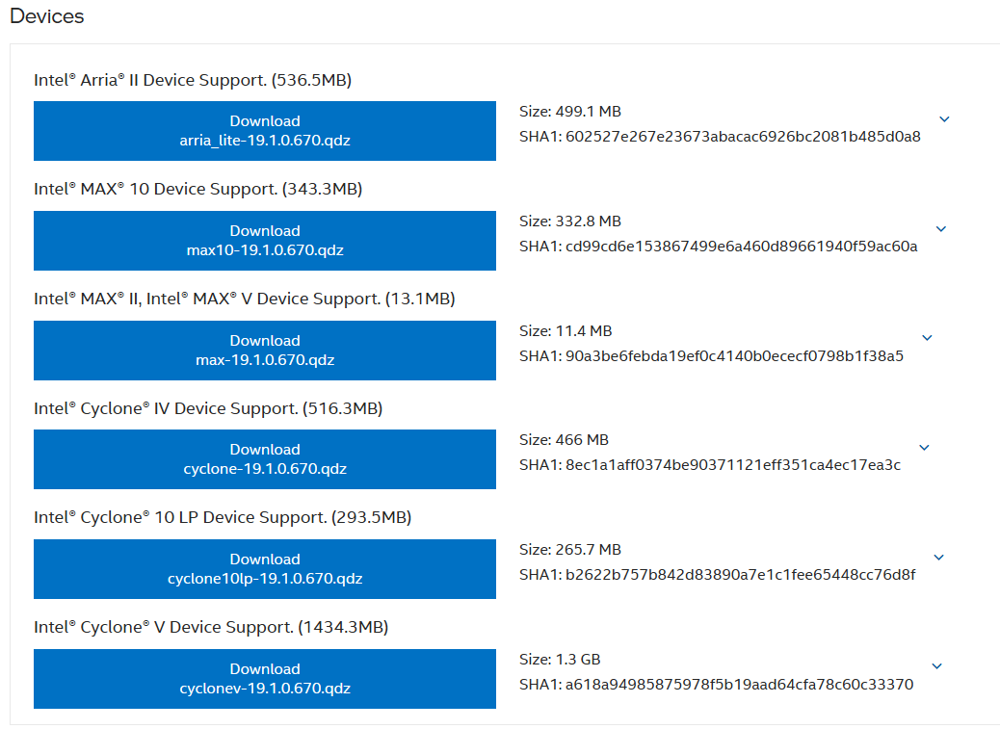 Devices
Intel® Arria® II Device Support. (536.5MB)
Download
arria_lite-19.1.0.670.qdz
Size: 499.1 MB
SHA1: 602527e267e23673abacac6926bc2081b485d0a8
Intel® MAX® 10 Device Support. (343.3MB)
Download
max10-19.1.0.670.qdz
Size: 332.8 MB
SHA1: cd99cd6e153867499e6a460d89661940f59ac60a
Intel® MAX® II, Intel® MAX® V Device Support. (13.1MB)
Download
max-19.1.0.670.qdz
Size: 11.4 MB
SHA1: 90a3be6febda19ef0c4140b0ececf0798b1f38a5
Intel® Cyclone® IV Device Support. (516.3MB)
Download
cyclone-19.1.0.670.qdz
Size: 466 MB
SHA1: 8ec1a1aff0374be90371121eff351ca4ec17ea3c
Intel® Cyclone® 10 LP Device Support. (293.5MB)
Download
cyclone10lp-19.1.0.670.qdz
Size: 265.7 MB
SHA1: b2622b757b842d83890a7e1c1fee65448cc76d8f
Intel® Cyclone® V Device Support. (1434.3MB)
Download
cyclonev-19.1.0.670.qdz
Size: 1.3 GB
SHA1: a618a94985875978f5b19aad64cfa78c60c33370